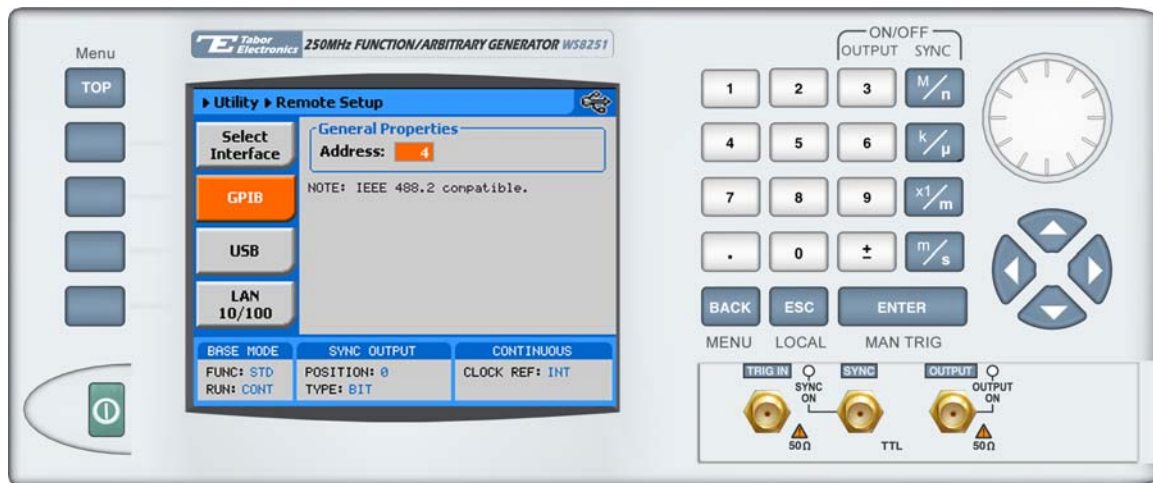 Menu
TOP
Tabor Electronics 250MHz FUNCTION/ARBITRARY GENERATOR WS8251
Utility Remote Setup
Select Interface
GPIB
USB
LAN 10/100
General Properties
Address: 4
NOTE: IEEE 488.2 compatible.
BASE MODE
FUNC: STD
RUN: CONT
SYNC OUTPUT
POSITION: 0
TYPE: BIT
CONTINUOUS
CLOCK REF: INT
ON/OFF
OUTPUT SYNC
1 2 3 M/n
4 5 6 k/µ
7 8 9 x1/m
. 0 ± m/s
BACK ESC ENTER
MENU LOCAL MAN TRIG
TRIG IN SYNC OUTPUT
SYNC ON
OUTPUT ON
50Ω TTL 50Ω